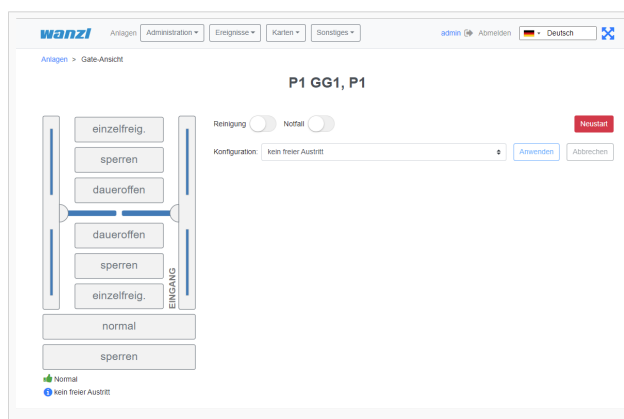 wanzl Anlagen Administration Ereignisse Karten Sonstiges admin Abmelden Deutsch
Anlagen > Gate-Ansicht
P1 GG1, P1
einzelfreig.
sperren
daueroffen
daueroffen
sperren
einzelfreig.
EINGANG
normal
sperren
Normal
kein freier Austritt
Reinigung Notfall Neustart
Konfiguration: kein freier Austritt Anwenden Abbrechen